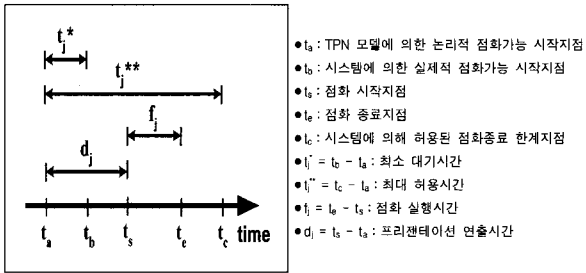 tj*
tj**
fj
dj
ta tb ts te tc time
● ta : TPN 모델에 의한 논리적 점화가능 시작지점
● tb : 시스템에 의한 실제적 점화가능 시작지점
● ts : 점화 시작지점
● te : 점화 종료지점
● tc : 시스템에 의해 허용된 점화종료 한계지점
● tj* = tb - ta : 최소 대기시간
● tj** = tc - ta : 최대 허용시간
● fj = te - ts : 점화 실행시간
● dj = ts - ta : 프리젠테이션 연출시간